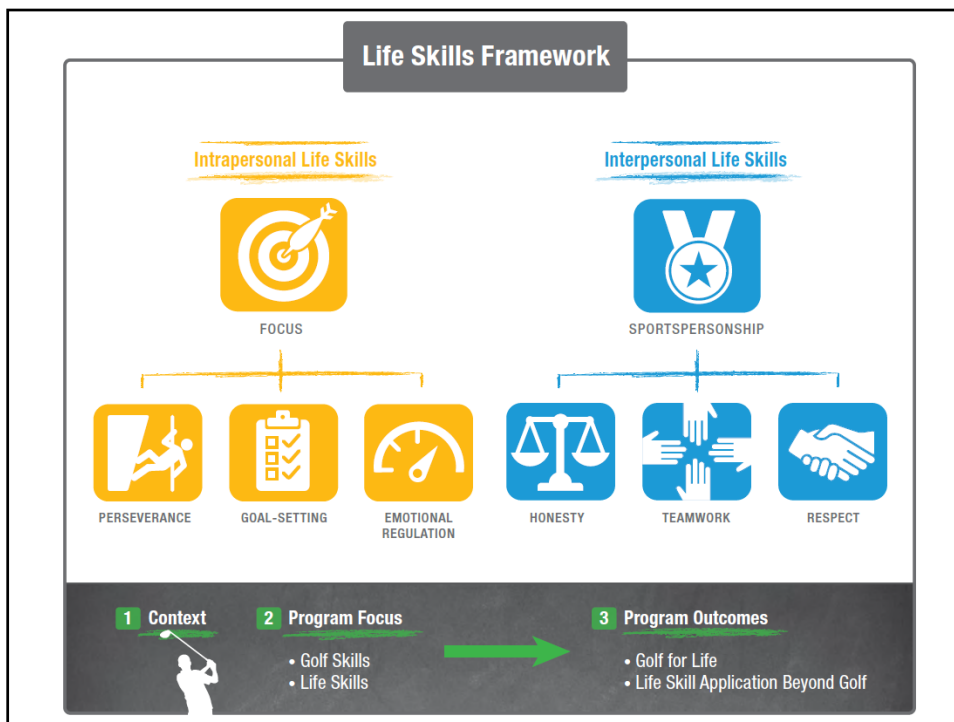 Life Skills Framework
Intrapersonal Life Skills
Interpersonal Life Skills
FOCUS
SPORTSPERSONSHIP
PERSEVERANCE
GOAL-SETTING
EMOTIONAL
REGULATION
HONESTY
TEAMWORK
RESPECT
1 Context
2 Program Focus
• Golf Skills
• Life Skills
3 Program Outcomes
• Golf for Life
• Life Skill Application Beyond Golf